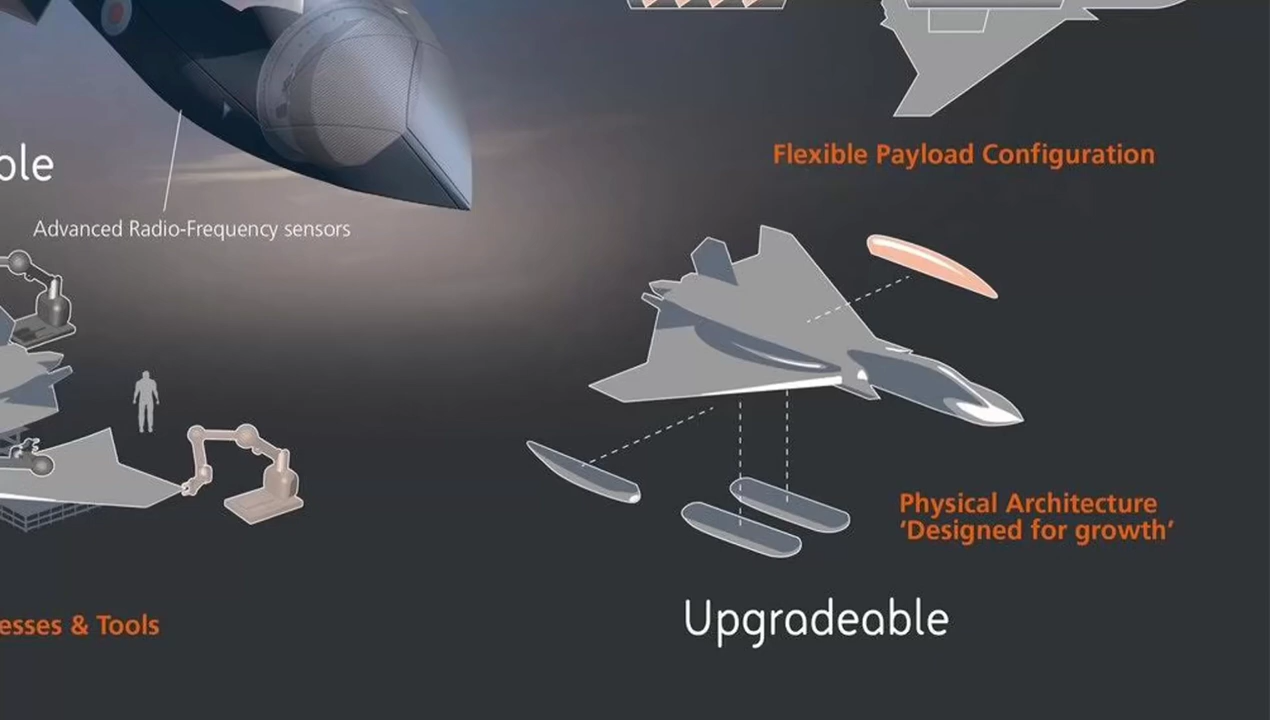 Flexible Payload Configuration
ble
Advanced Radio-Frequency sensors
Physical Architecture
‘Designed for growth’
Upgradeable
esses & Tools